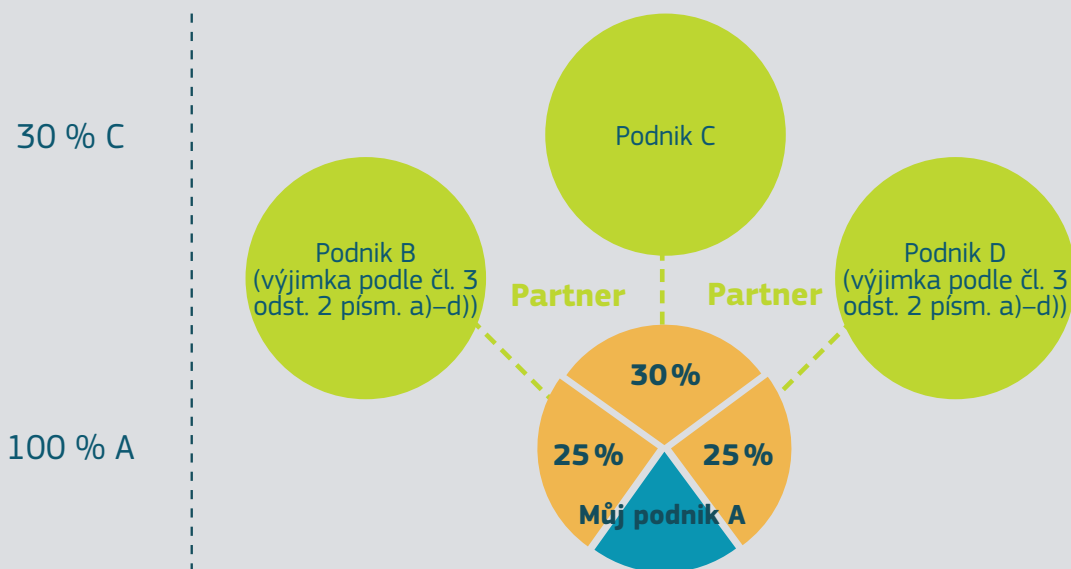 30 % C
Podnik C
Podnik B
(výjimka podle čl. 3
odst. 2 písm. a)–d))
Podnik D
(výjimka podle čl. 3
odst. 2 písm. a)–d))
Partner
Partner
30 %
100 % A
25 %
25 %
Můj podnik A